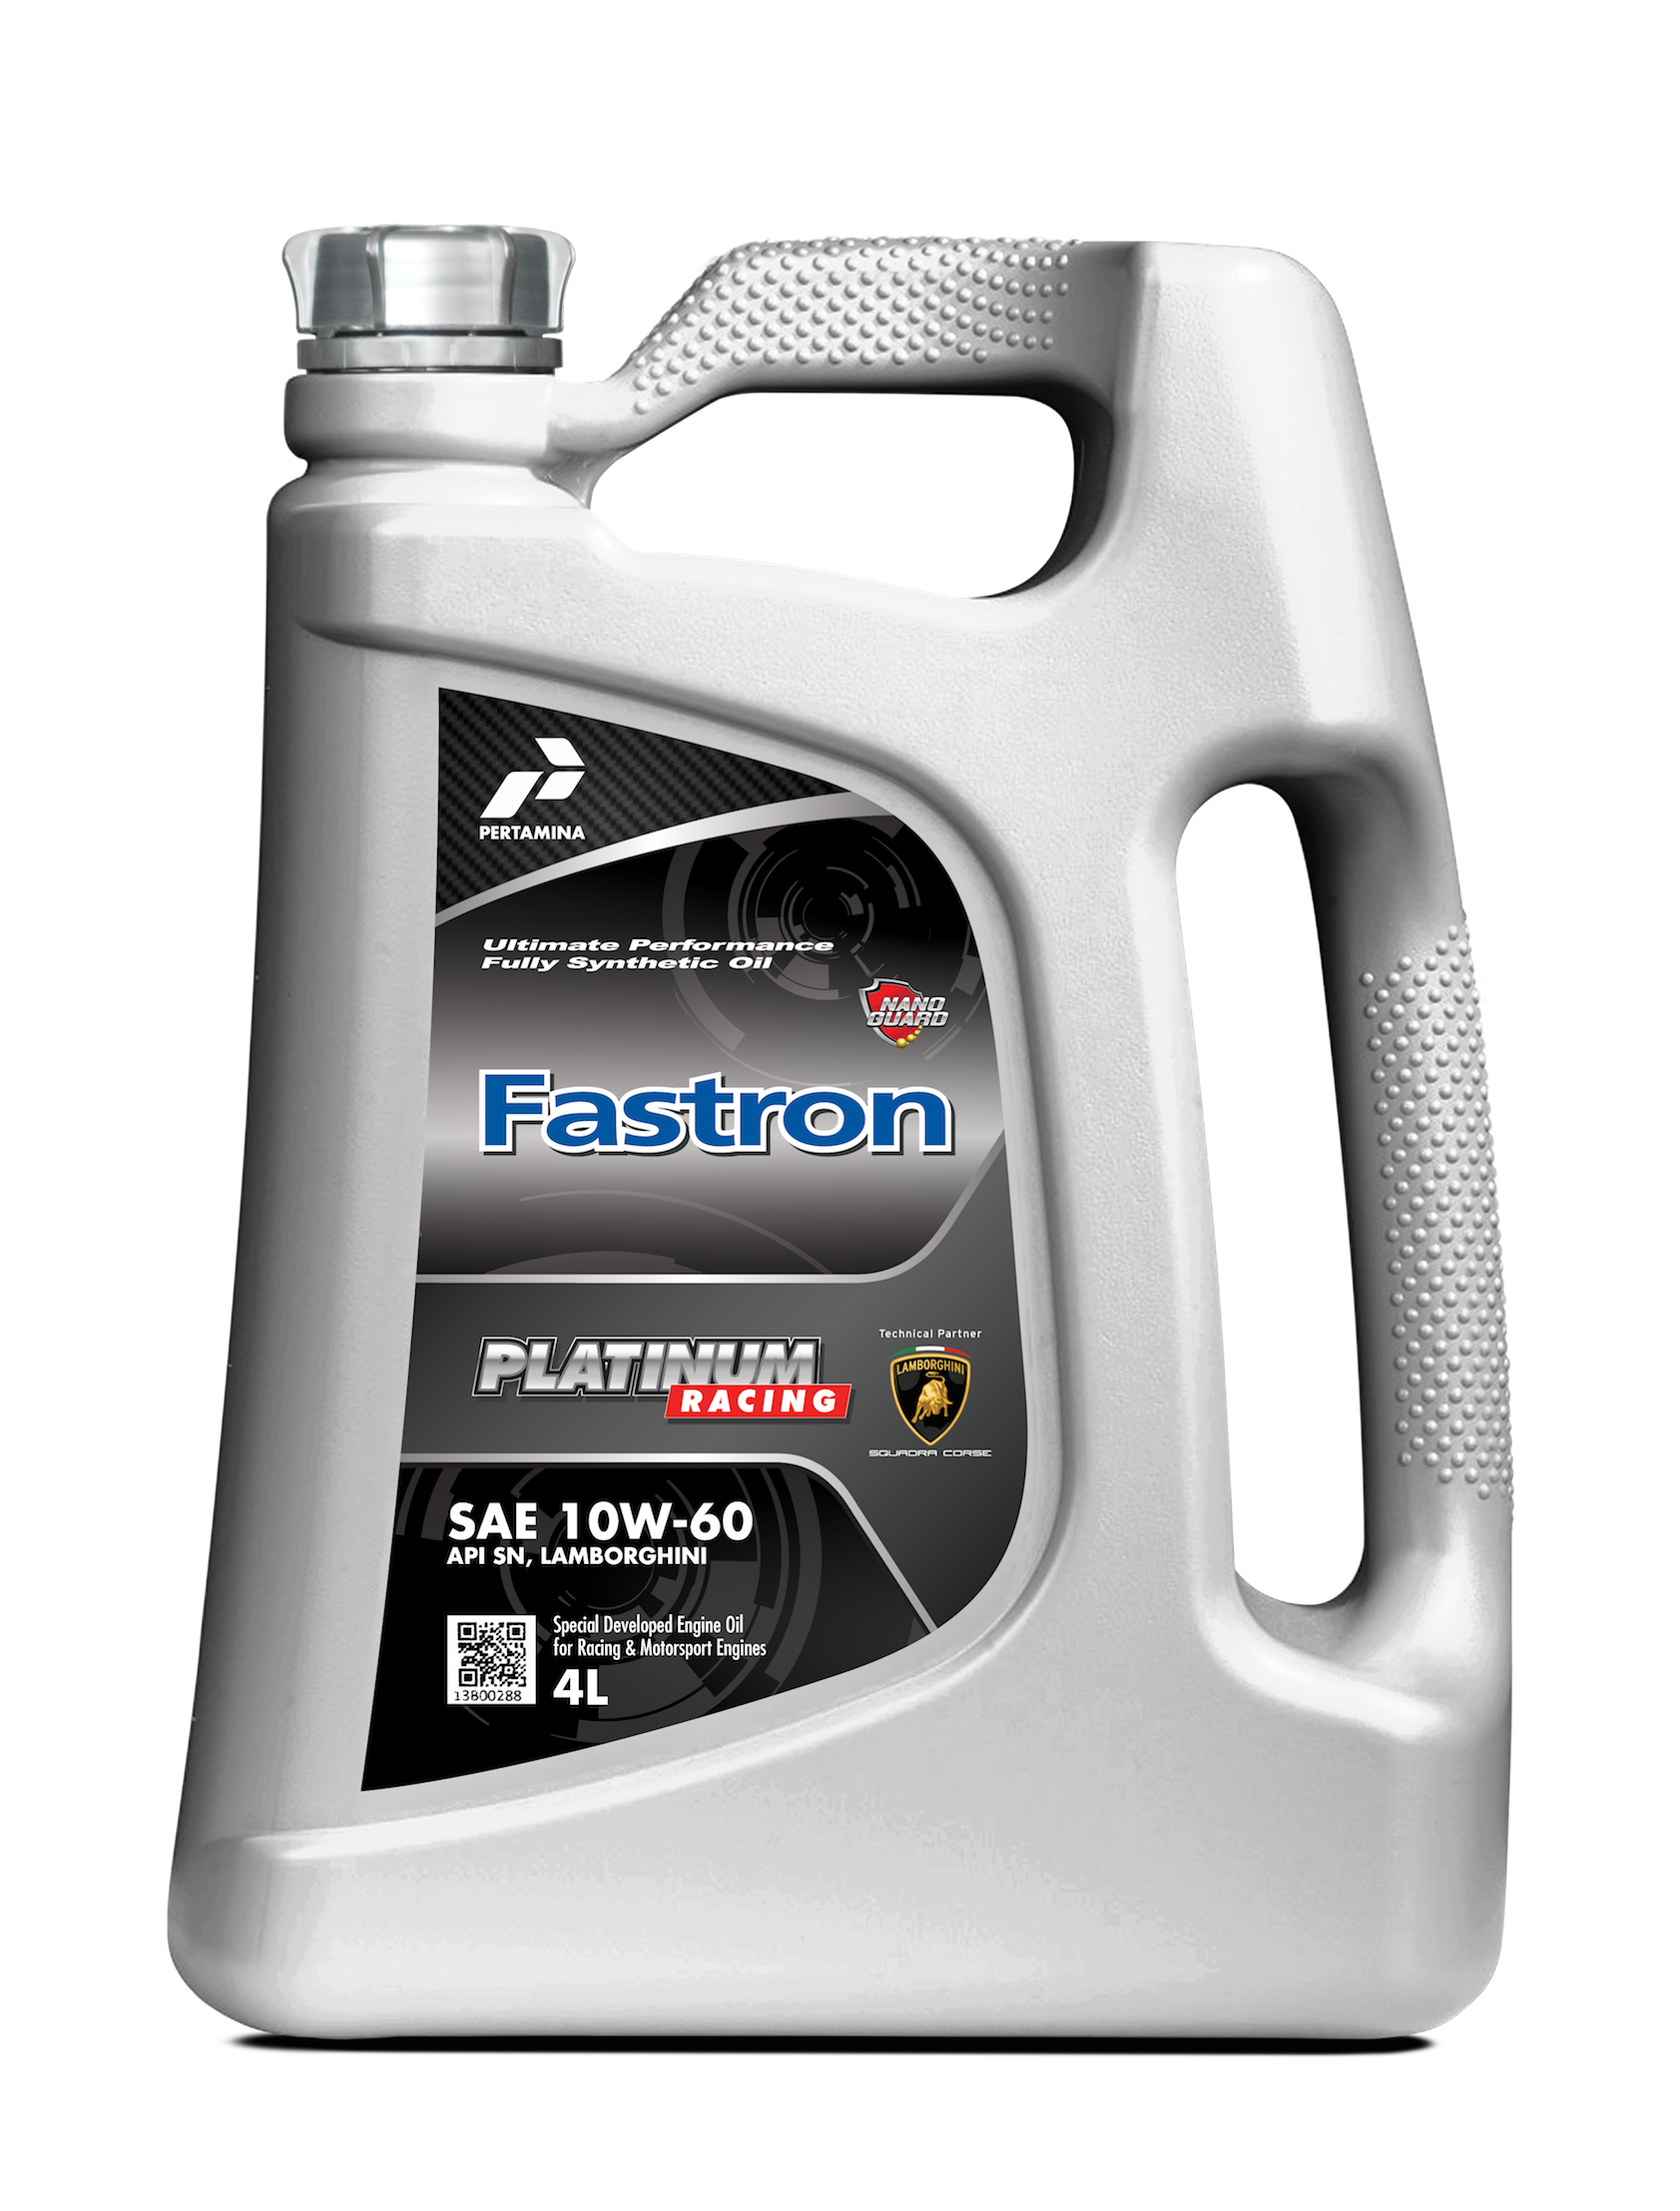 PERTAMINA
Ultimate Performance
Fully Synthetic Oil
NANO
GUARD
Fastron
PLATINUM
RACING
Technical Partner
LAMBORGHINI
SQUADRA CORSE
SAE 10W-60
API SN, LAMBORGHINI
Special Developed Engine Oil
for Racing & Motorsport Engines
4L
13B00288